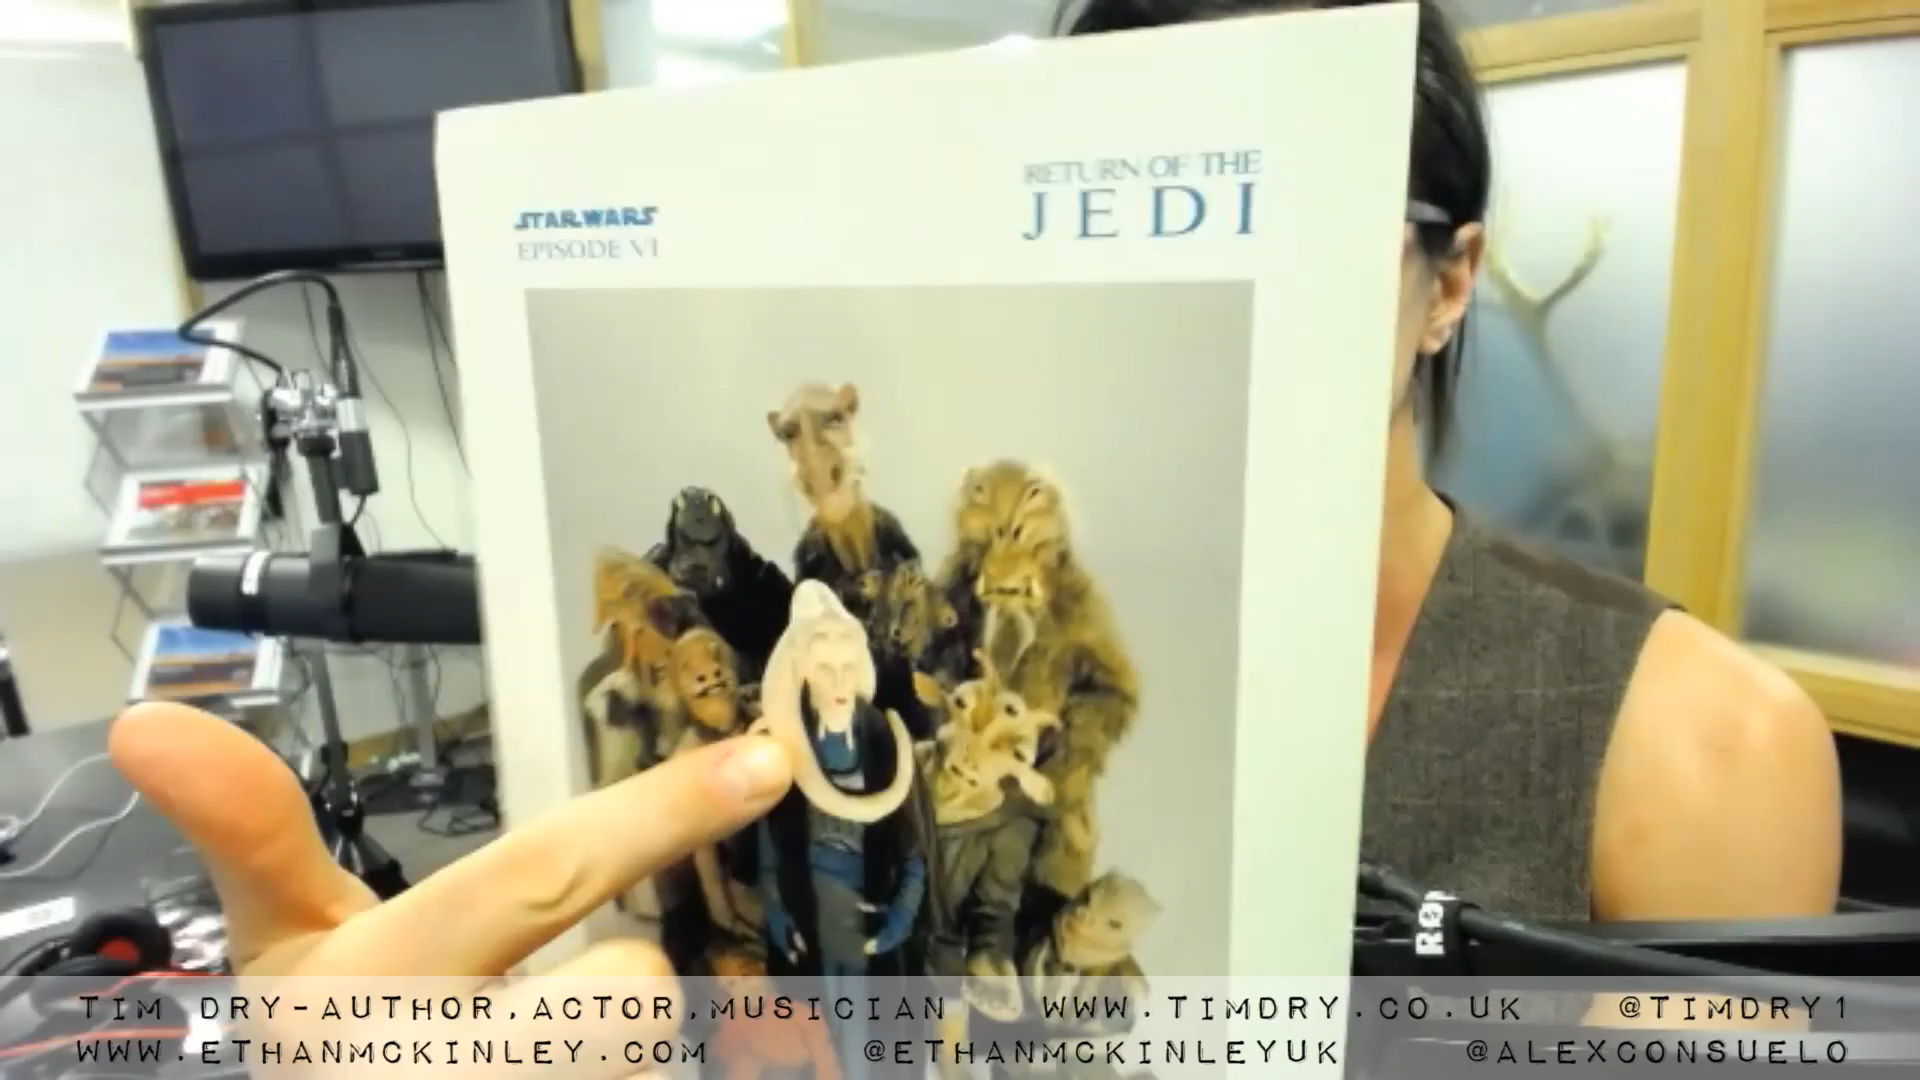 RETURN OF THE
JEDI
STAR WARS
EPISODE VI
RØD
TIM DRY-AUTHOR,ACTOR,MUSICIAN WWW.TIMDRY.CO.UK @TIMDRY1
WWW.ETHANMCKINLEY.COM @ETHANMCKINLEYUK @ALEXCONSUELO